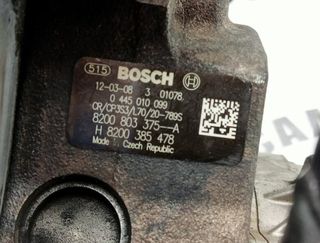 515 BOSCH
12-03-08 3 01078
0 445 010 099
CR/CP3S3/L70/20-789S
8200 803 375-A
H 8200 385 478
Made in Czech Republic